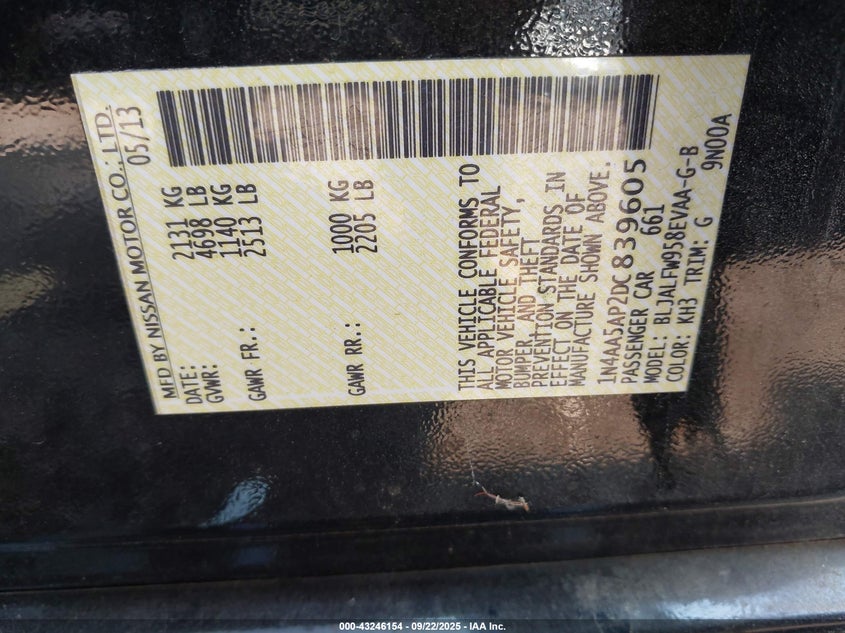 MFD BY NISSAN MOTOR CO., LTD.
DATE: 05/13
GVWR: 2131 KG
4698 LB
GAWR FR.: 1140 KG
2513 LB
GAWR RR.: 1000 KG
2205 LB
THIS VEHICLE CONFORMS TO
ALL APPLICABLE FEDERAL
MOTOR VEHICLE SAFETY,
BUMPER, AND THEFT
PREVENTION STANDARDS IN
EFFECT ON THE DATE OF
MANUFACTURE SHOWN ABOVE.
1N4AA5AP2DC839605
PASSENGER CAR 661
MODEL: BLJALFW958EVAA-G-B
COLOR: KH3 TRIM: G 9N00A
000-43246154 - 09/22/2025 - IAA Inc.